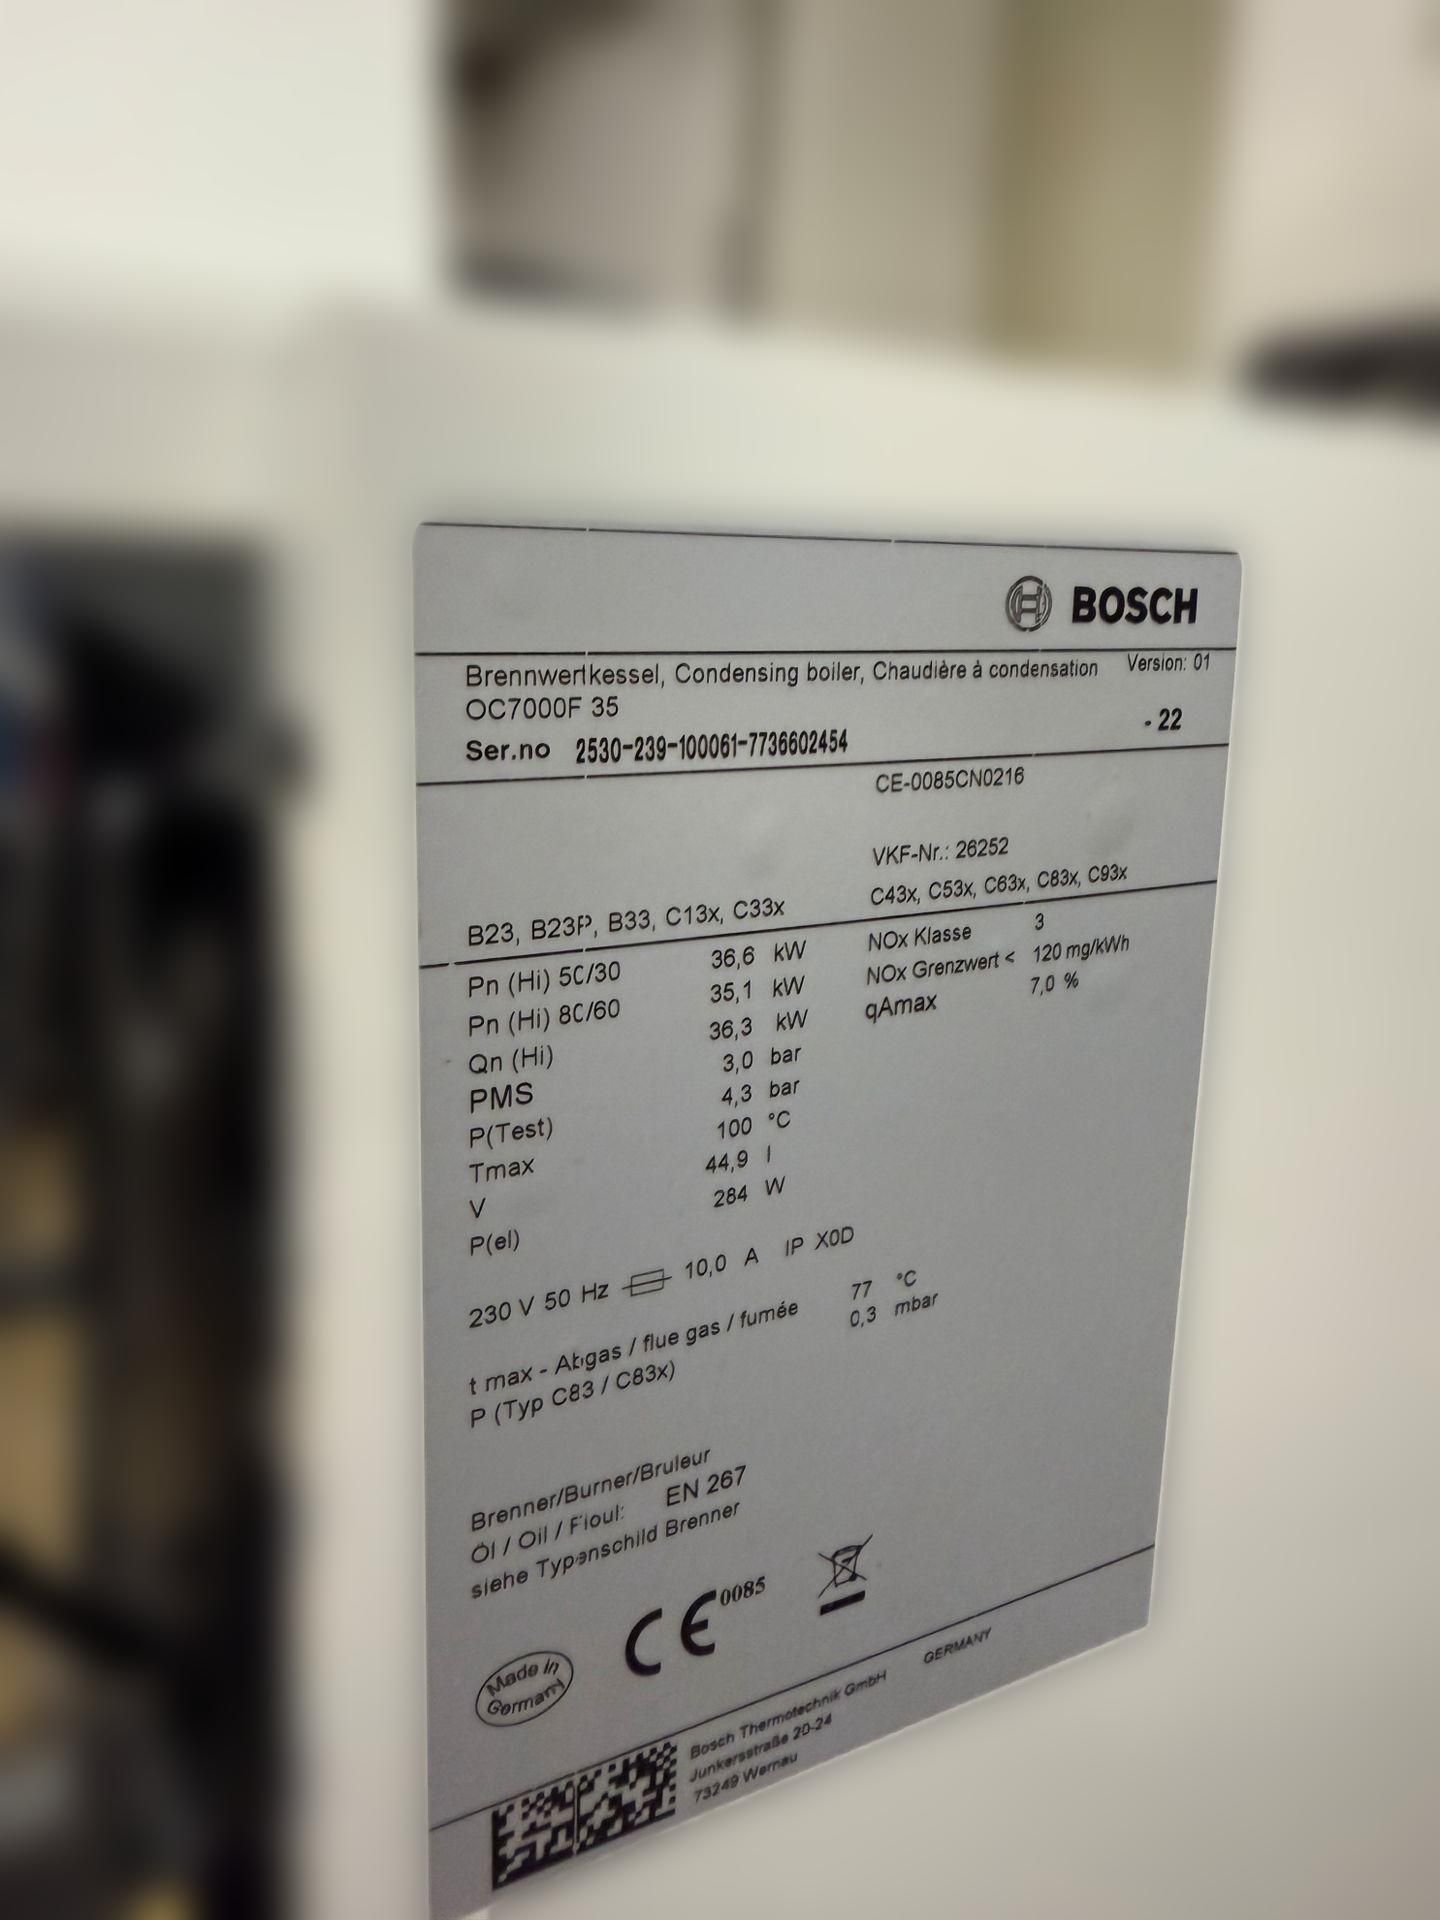 BOSCH
Brennwertkessel, Condensing boiler, Chaudière à condensation Version: 01
OC7000F 35
Ser.no 2530-239-100061-7736602454 - 22
CE-0085CN0216
VKF-Nr.: 26252
B23, B23P, B33, C13x, C33x C43x, C53x, C63x, C83x, C93x
Pn (Hi) 50/30 36,6 kW NOx Klasse 3
Pn (Hi) 80/60 35,1 kW NOx Grenzwert < 120 mg/kWh
Qn (Hi) 36,3 kW qAmax 7,0 %
PMS 3,0 bar
P(Test) 4,3 bar
Tmax 100 °C
V 44,9 l
P(el) 284 W
230 V 50 Hz 10,0 A IP X0D
t max - Abgas / flue gas / fumée 77 °C
P (Typ C83 / C83x) 0,3 mbar
Brenner/Burner/Bruleur
Öl / Oil / Fioul: EN 267
siehe Typenschild Brenner
CE 0085
Made in
Germany
Bosch Thermotechnik GmbH GERMANY
Junkersstraße 20-24
73249 Wernau